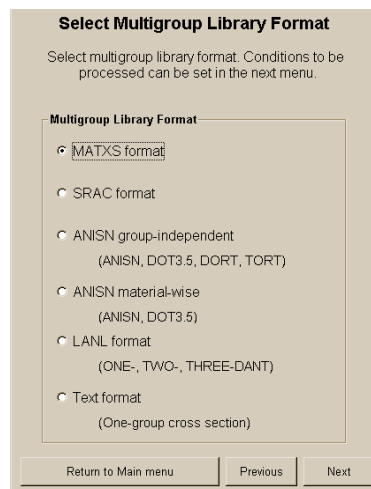 Select Multigroup Library Format
Select multigroup library format. Conditions to be
processed can be set in the next menu.
Multigroup Library Format
MATXS format
SRAC format
ANISN group-independent
(ANISN, DOT3.5, DORT, TORT)
ANISN material-wise
(ANISN, DOT3.5)
LANL format
(ONE-, TWO-, THREE-DANT)
Text format
(One-group cross section)
Return to Main menu Previous Next